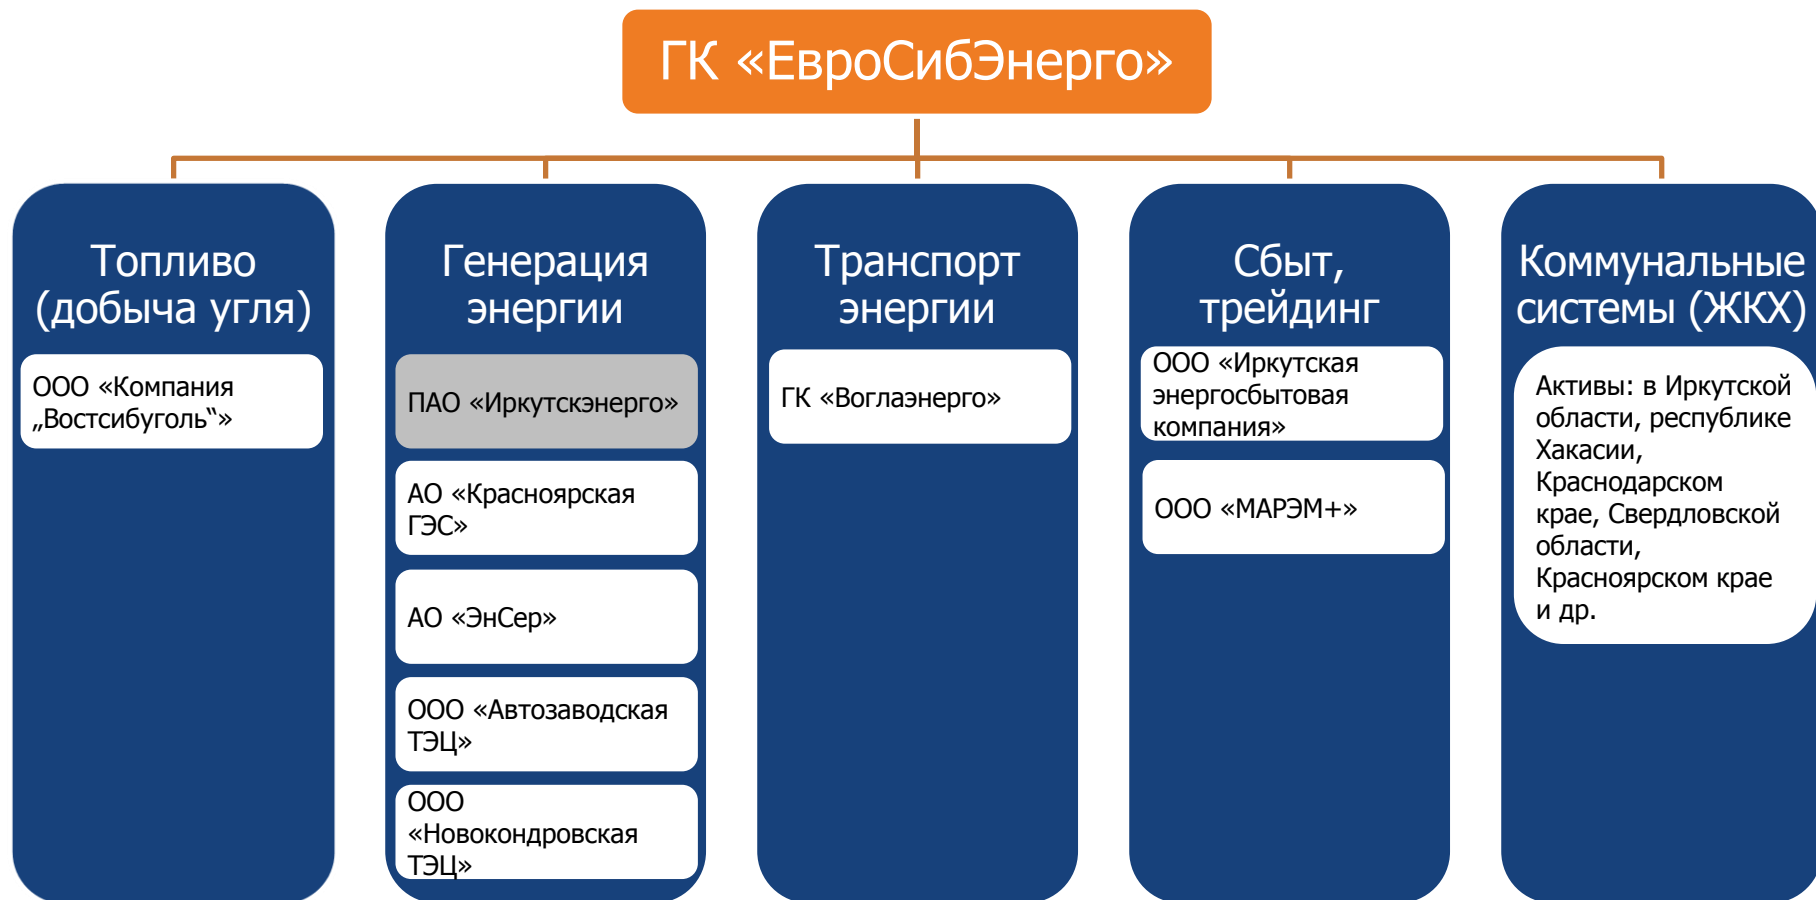 ГК «ЕвроСибЭнерго»
Топливо
(добыча угля)
ООО «Компания
„Востсибуголь“»
Генерация
энергии
ПАО «Иркутскэнерго»
АО «Красноярская
ГЭС»
АО «ЭнСер»
ООО «Автозаводская
ТЭЦ»
ООО
«Новокондровская
ТЭЦ»
Транспорт
энергии
ГК «Воглаэнерго»
Сбыт,
трейдинг
ООО «Иркутская
энергосбытовая
компания»
ООО «МАРЭМ+»
Коммунальные
системы (ЖКХ)
Активы: в Иркутской
области, республике
Хакасии,
Краснодарском
крае, Свердловской
области,
Красноярском крае
и др.